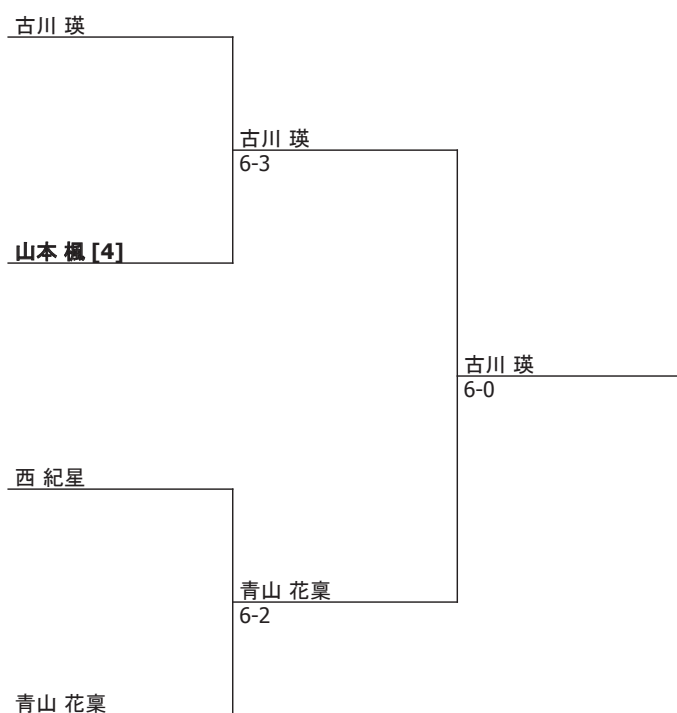 古川 瑛
古川 瑛
6-3
山本 楓 [4]
古川 瑛
6-0
西 紀星
青山 花稟
6-2
青山 花稟